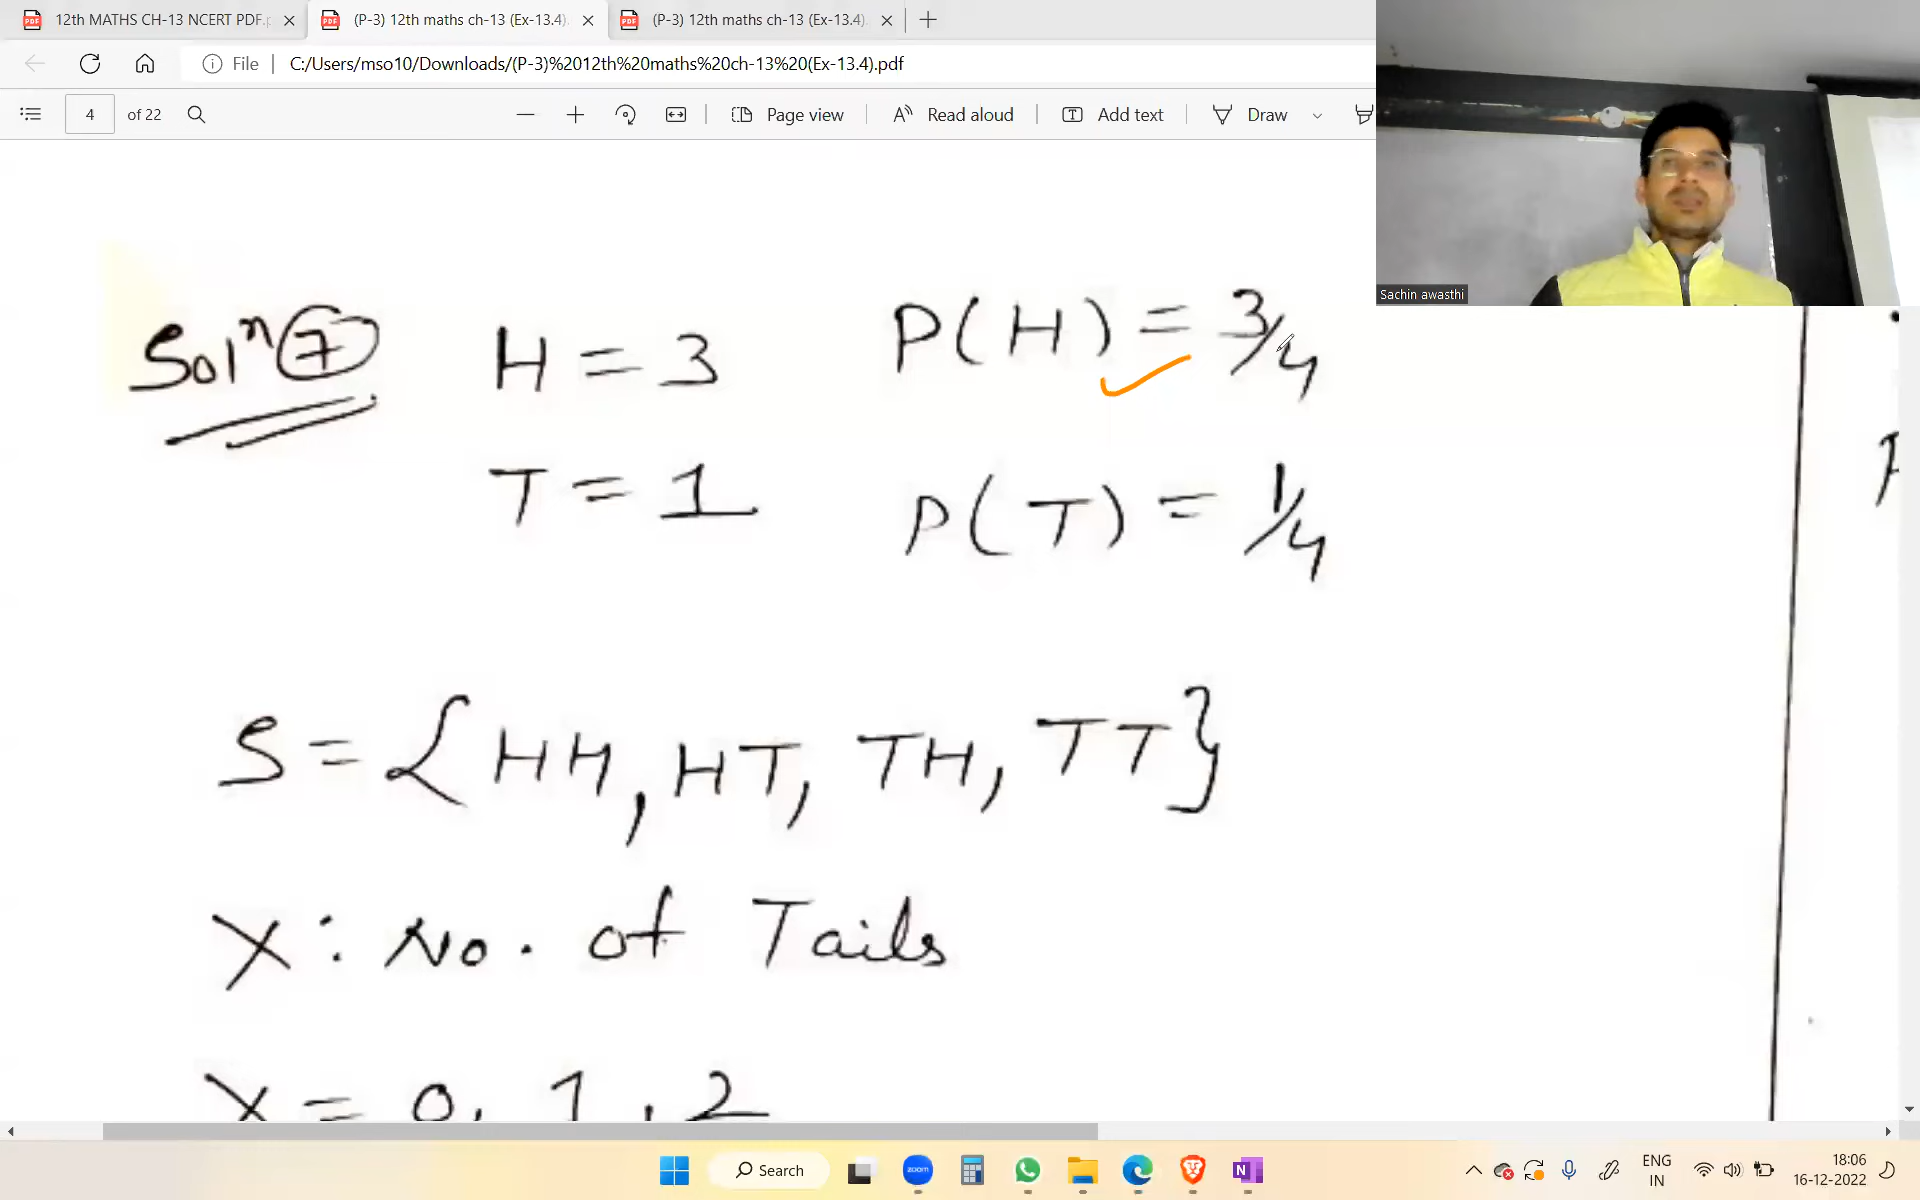 12th MATHS CH-13 NCERT PDF.p
(P-3) 12th maths ch-13 (Ex-13.4).
(P-3) 12th maths ch-13 (Ex-13.4).
File
C:/Users/mso10/Downloads/(P-3)%2012th%20maths%20ch-13%20(Ex-13.4).pdf
4 of 22
Page view
Read aloud
Add text
Draw
Sachin awasthi
Solⁿ 7 H = 3 P(H) = 3/4
T = 1 P(T) = 1/4
S = { HH, HT, TH, TT }
X : No. of Tails
X = 0, 1, 2
Search
zoom
N
ENG
IN
18:06
16-12-2022